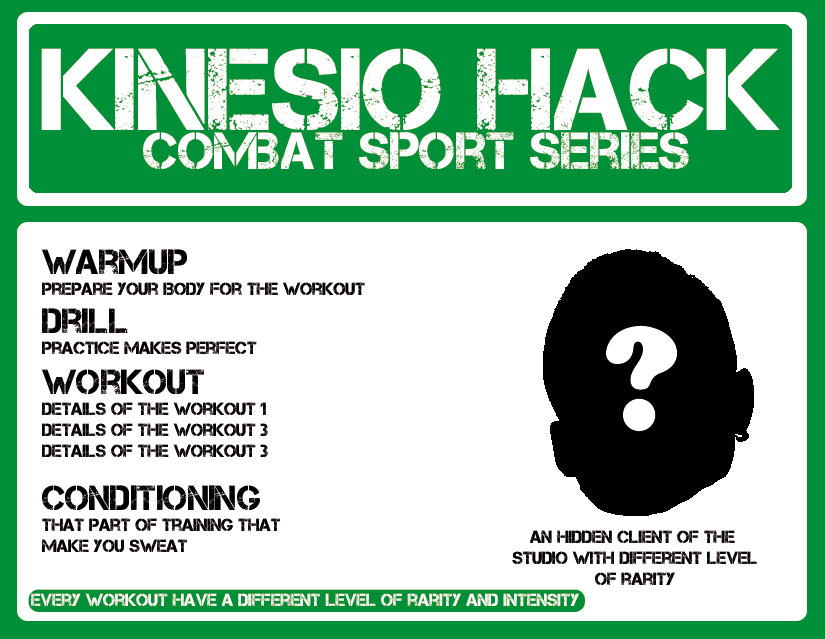 KINESIO HACK
COMBAT SPORT SERIES
WARMUP
PREPARE YOUR BODY FOR THE WORKOUT
DRILL
PRACTICE MAKES PERFECT
WORKOUT
DETAILS OF THE WORKOUT 1
DETAILS OF THE WORKOUT 3
DETAILS OF THE WORKOUT 3
CONDITIONING
THAT PART OF TRAINING THAT
MAKE YOU SWEAT
?
AN HIDDEN CLIENT OF THE
STUDIO WITH DIFFERENT LEVEL
OF RARITY
EVERY WORKOUT HAVE A DIFFERENT LEVEL OF RARITY AND INTENSITY